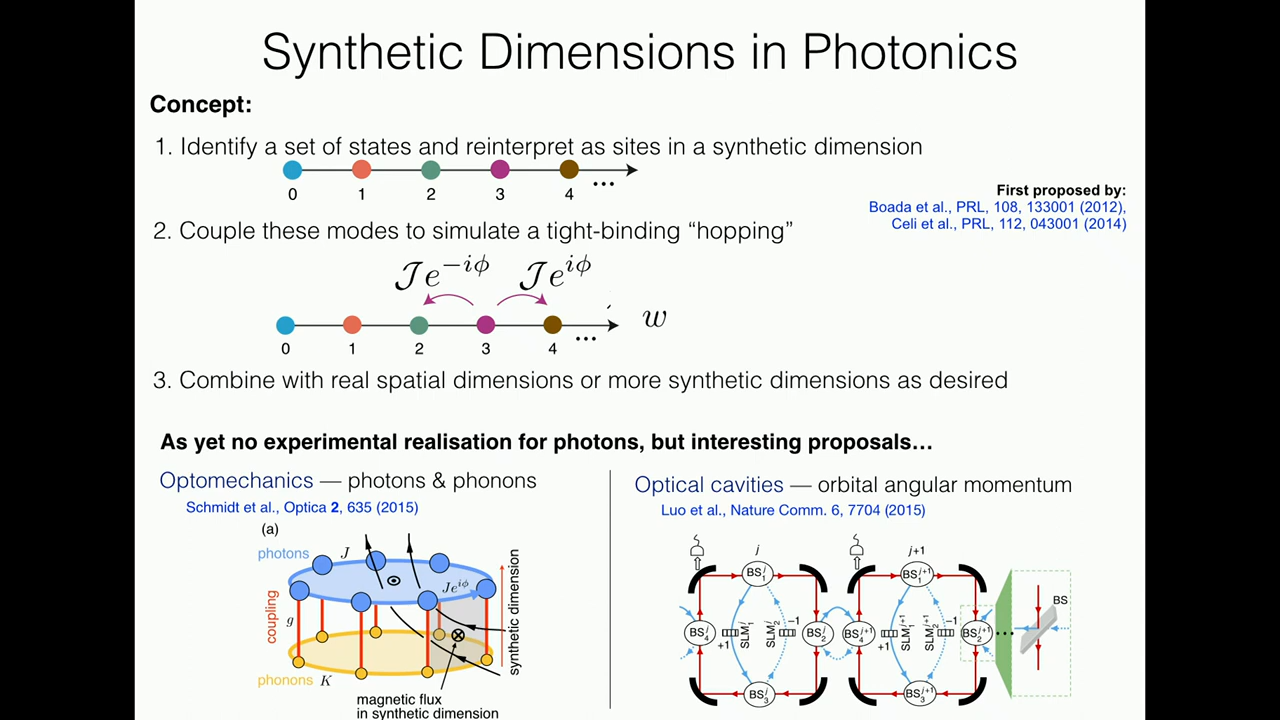 Synthetic Dimensions in Photonics
Concept:
1. Identify a set of states and reinterpret as sites in a synthetic dimension
0 1 2 3 4 ...
First proposed by:
Boada et al., PRL, 108, 133001 (2012),
Celi et al., PRL, 112, 043001 (2014)
2. Couple these modes to simulate a tight-binding “hopping”
𝒥e^{-iϕ} 𝒥e^{iϕ}
w
0 1 2 3 4 ...
3. Combine with real spatial dimensions or more synthetic dimensions as desired
As yet no experimental realisation for photons, but interesting proposals…
Optomechanics — photons & phonons
Schmidt et al., Optica 2, 635 (2015)
(a)
photons
J
Je^{iϕ}
coupling
g
synthetic dimension
phonons K
magnetic flux
in synthetic dimension
Optical cavities — orbital angular momentum
Luo et al., Nature Comm. 6, 7704 (2015)
j
j+1
BS₁ʲ
BS₁ʲ⁺¹
BS
BS₄ʲ
+1
SLM₁ʲ
SLM₂ʲ
−1
BS₂ʲ
BS₄ʲ⁺¹
+1
SLM₁ʲ⁺¹
SLM₂ʲ⁺¹
−1
BS₂ʲ⁺¹
...
BS₃ʲ
BS₃ʲ⁺¹